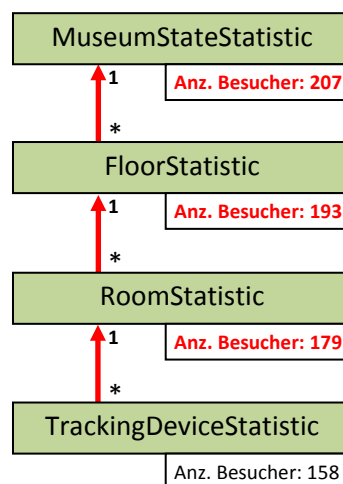 MuseumStateStatistic
Anz. Besucher: 207
1
*
FloorStatistic
Anz. Besucher: 193
1
*
RoomStatistic
Anz. Besucher: 179
1
*
TrackingDeviceStatistic
Anz. Besucher: 158